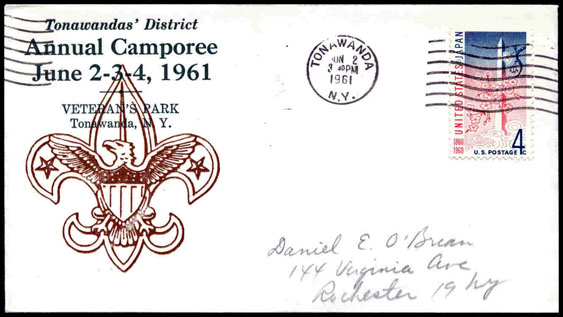 Tonawandas' District
Annual Camporee
June 2-3-4, 1961
VETERAN'S PARK
Tonawanda, N. Y.
TONAWANDA
JUN 2
3 PM
1961
N.Y.
UNITED STATES JAPAN
1860
1960
4c
U.S. POSTAGE
Daniel E. O'Brian
144 Virginia Ave
Rochester 19 Ny